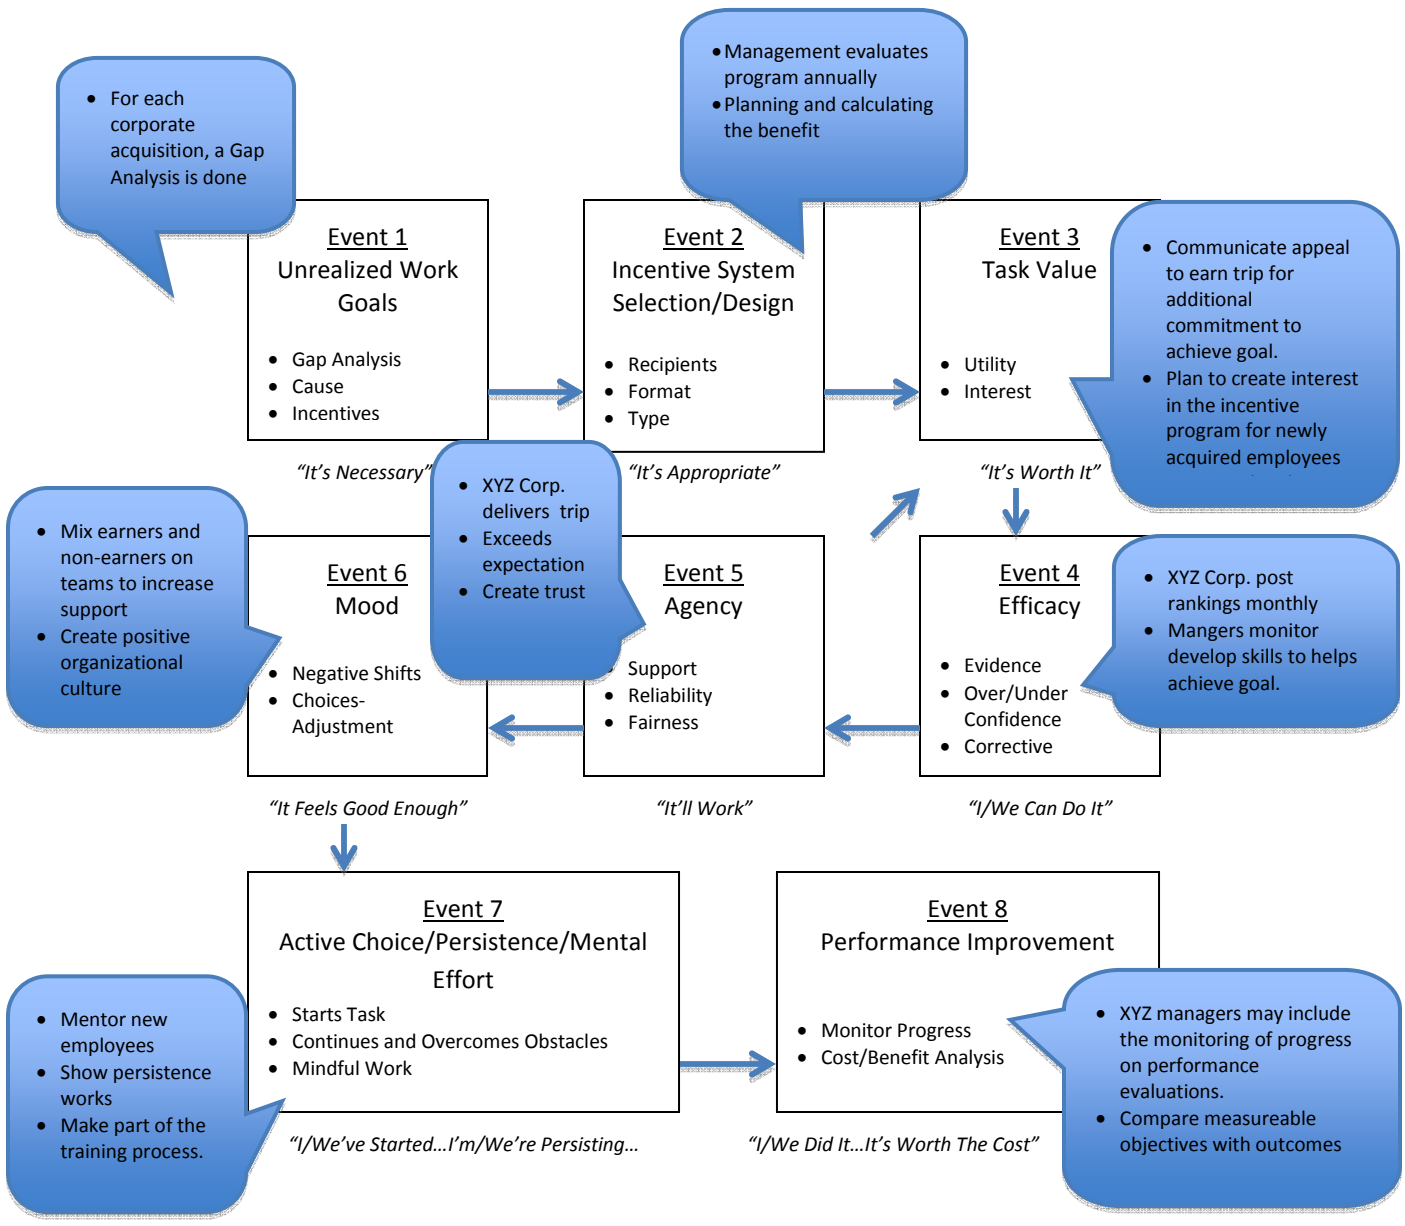 • For each
corporate
acquisition, a Gap
Analysis is done
• Management evaluates
program annually
• Planning and calculating
the benefit
Event 1
Unrealized Work
Goals
• Gap Analysis
• Cause
• Incentives
"It's Necessary"
Event 2
Incentive System
Selection/Design
• Recipients
• Format
• Type
"It's Appropriate"
Event 3
Task Value
• Utility
• Interest
"It's Worth It"
• Communicate appeal
to earn trip for
additional
commitment to
achieve goal.
• Plan to create interest
in the incentive
program for newly
acquired employees
• Mix earners and
non-earners on
teams to increase
support
• Create positive
organizational
culture
Event 6
Mood
• Negative Shifts
• Choices-
Adjustment
"It Feels Good Enough"
• XYZ Corp.
delivers trip
• Exceeds
expectation
• Create trust
Event 5
Agency
• Support
• Reliability
• Fairness
"It'll Work"
Event 4
Efficacy
• Evidence
• Over/Under
Confidence
• Corrective
"I/We Can Do It"
• XYZ Corp. post
rankings monthly
• Mangers monitor
develop skills to helps
achieve goal.
Event 7
Active Choice/Persistence/Mental
Effort
• Starts Task
• Continues and Overcomes Obstacles
• Mindful Work
"I/We've Started…I'm/We're Persisting…
• Mentor new
employees
• Show persistence
works
• Make part of the
training process.
Event 8
Performance Improvement
• Monitor Progress
• Cost/Benefit Analysis
"I/We Did It…It's Worth The Cost"
• XYZ managers may include
the monitoring of progress
on performance
evaluations.
• Compare measureable
objectives with outcomes